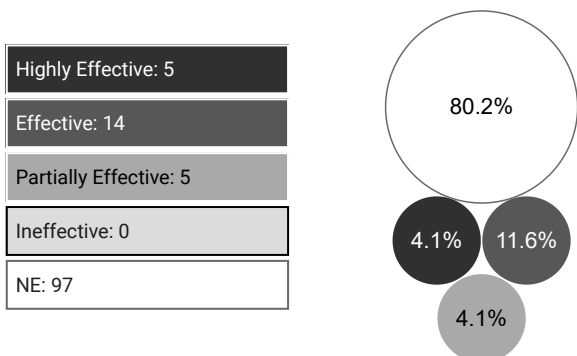 Highly Effective: 5
Effective: 14
Partially Effective: 5
Ineffective: 0
NE: 97
80.2%
4.1%
11.6%
4.1%